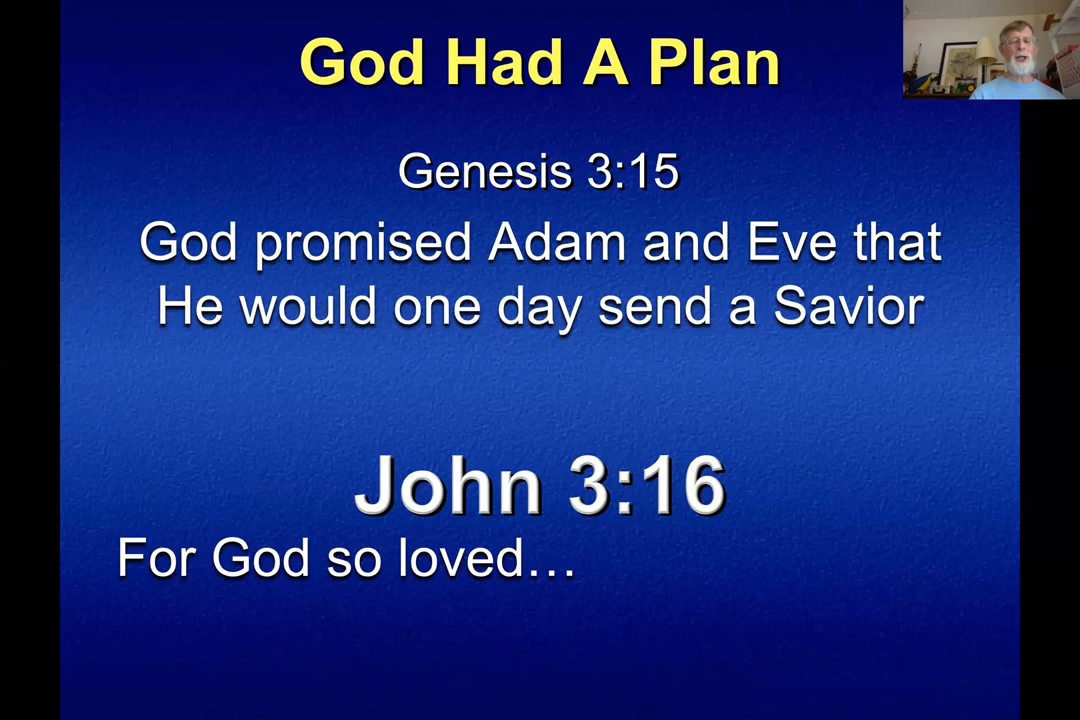 God Had A Plan
Genesis 3:15
God promised Adam and Eve that
He would one day send a Savior
John 3:16
For God so loved…